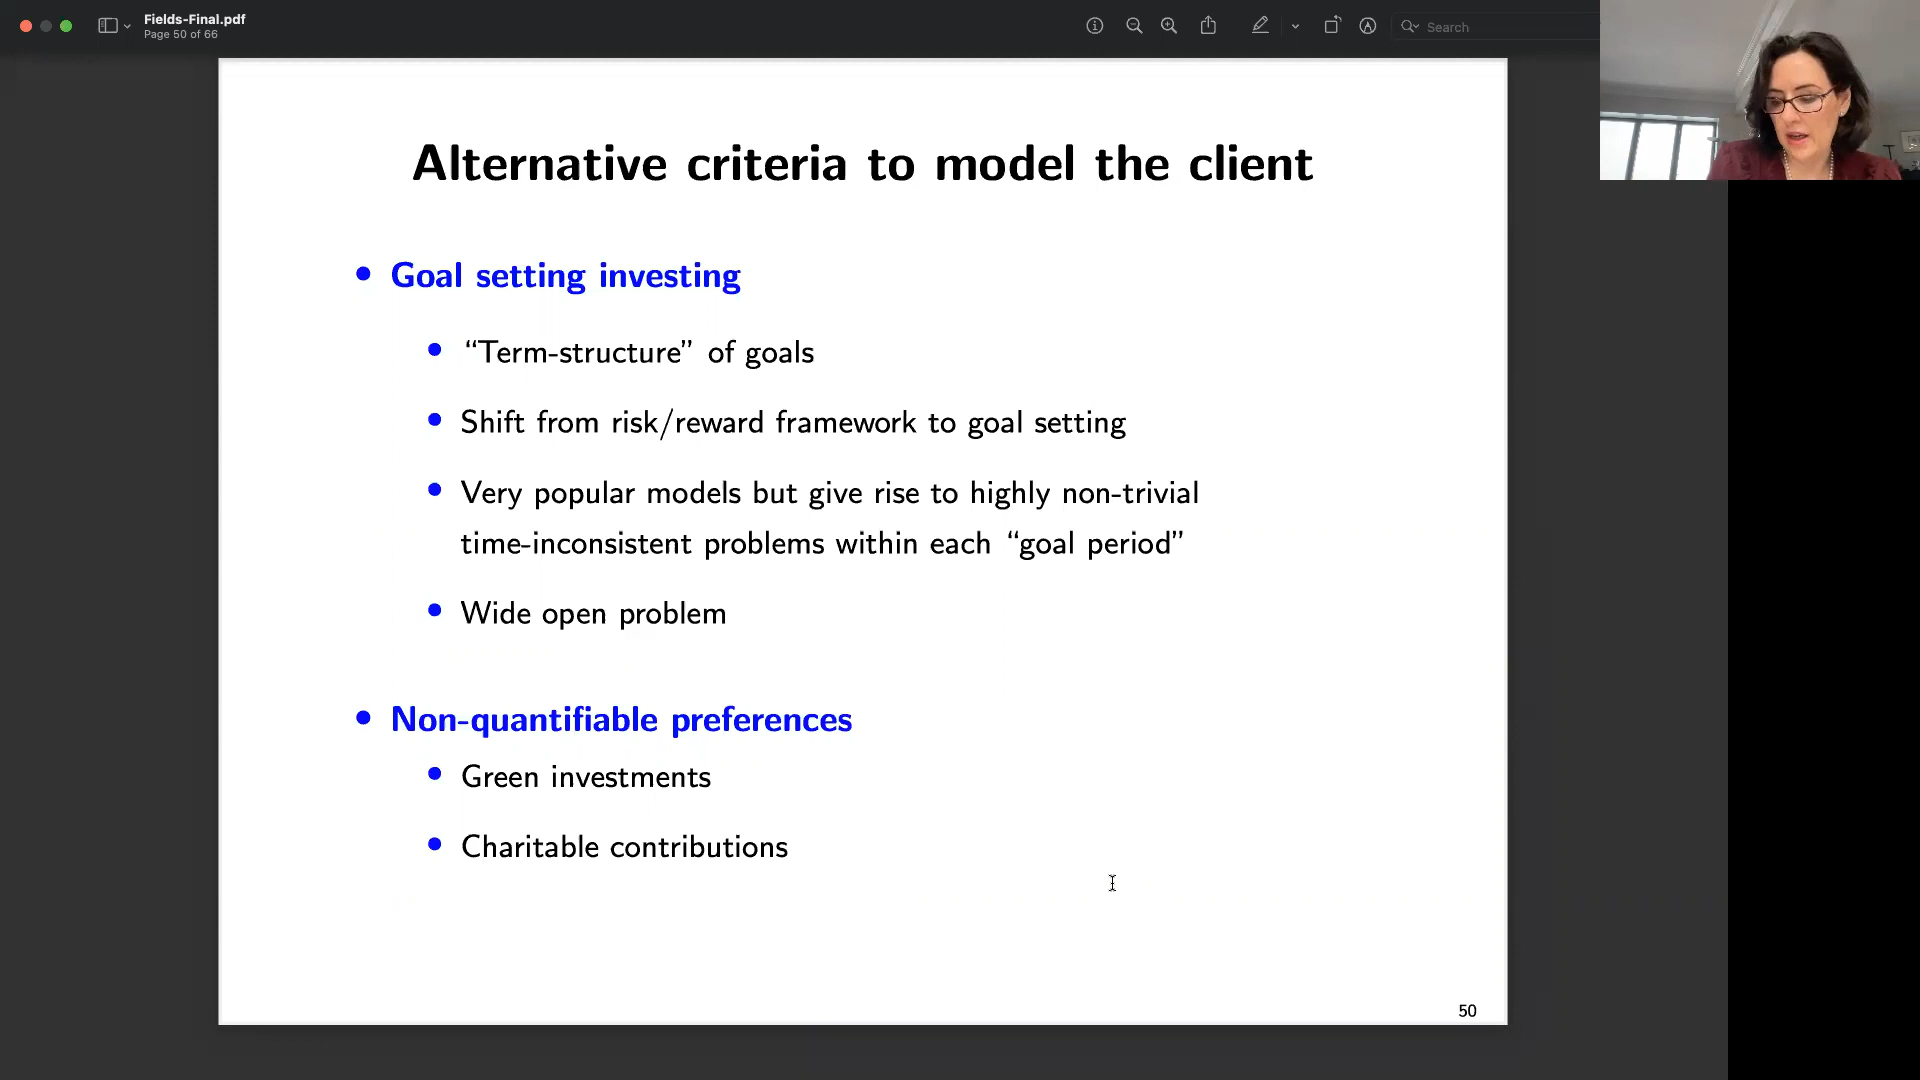 Fields-Final.pdf
Page 50 of 66
Search
Alternative criteria to model the client
• Goal setting investing
• “Term-structure” of goals
• Shift from risk/reward framework to goal setting
• Very popular models but give rise to highly non-trivial
time-inconsistent problems within each “goal period”
• Wide open problem
• Non-quantifiable preferences
• Green investments
• Charitable contributions
50